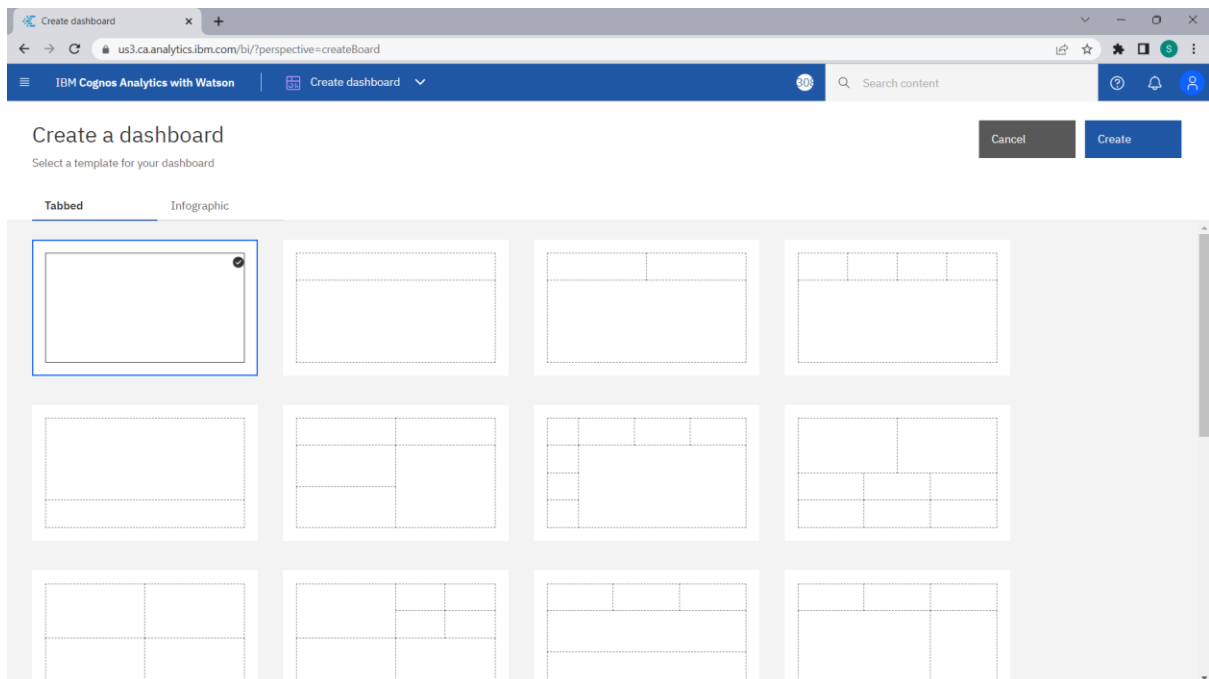 Create dashboard
us3.ca.analytics.ibm.com/bi/?perspective=createBoard
S
IBM Cognos Analytics with Watson
Create dashboard
Search content
Create a dashboard
Cancel
Create
Select a template for your dashboard
Tabbed
Infographic